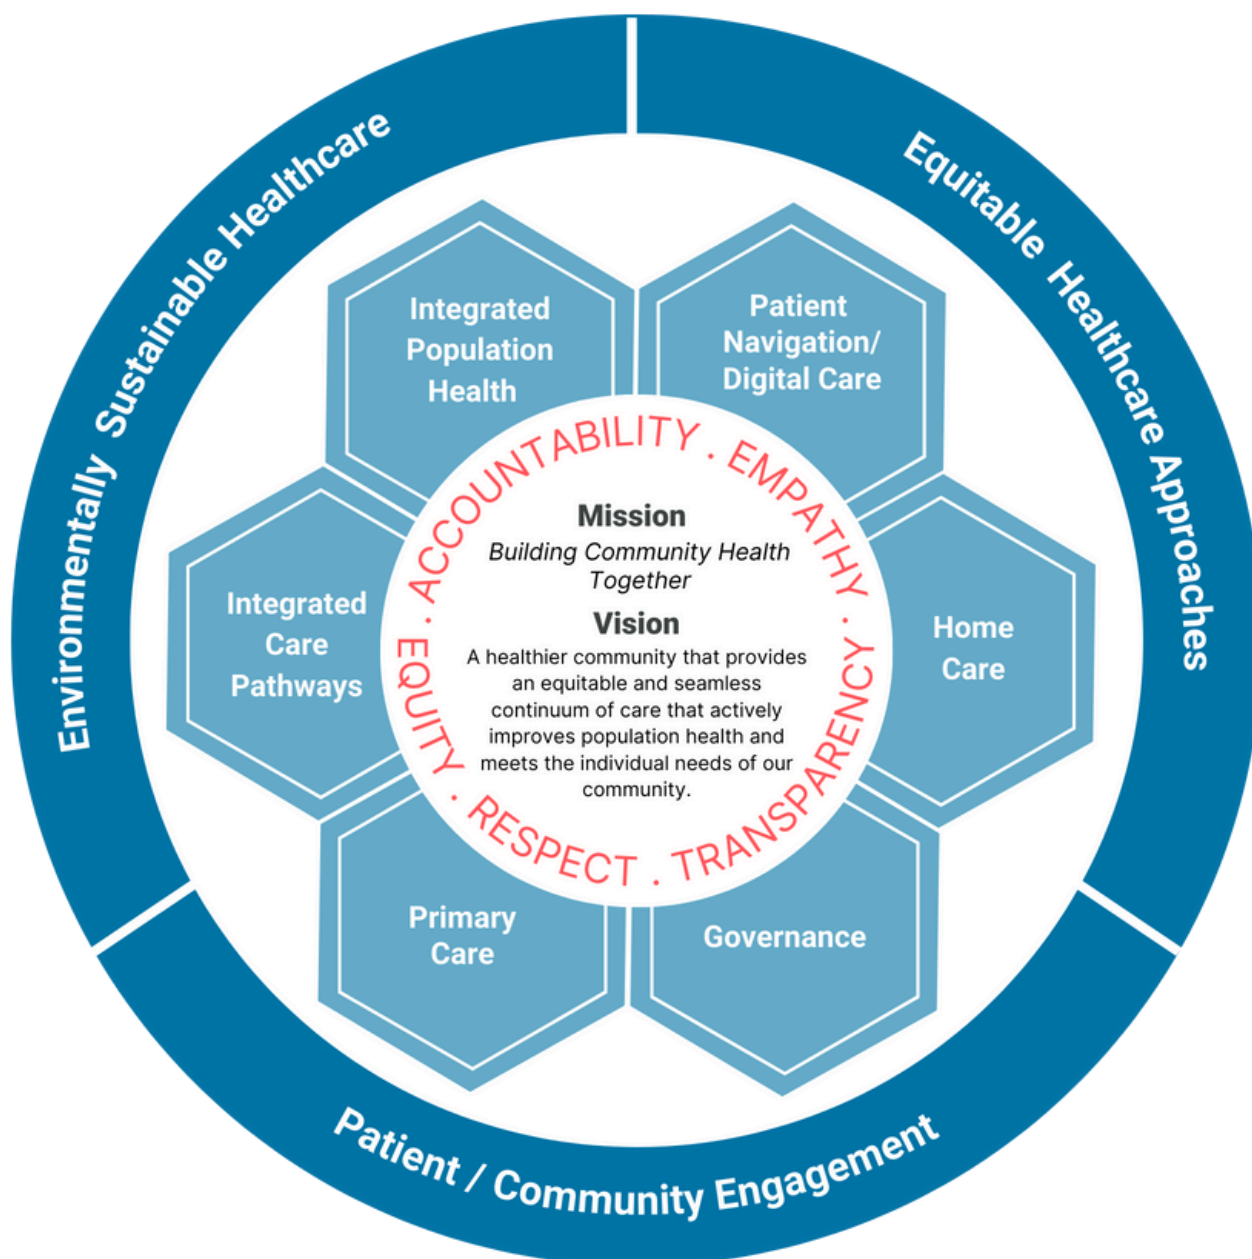 Environmentally Sustainable Healthcare
Equitable Healthcare Approaches
Patient / Community Engagement
Integrated
Population
Health
Patient
Navigation/
Digital Care
Home
Care
Governance
Primary
Care
Integrated
Care
Pathways
ACCOUNTABILITY . EMPATHY . TRANSPARENCY . RESPECT . EQUITY .
Mission
Building Community Health
Together
Vision
A healthier community that provides
an equitable and seamless
continuum of care that actively
improves population health and
meets the individual needs of our
community.